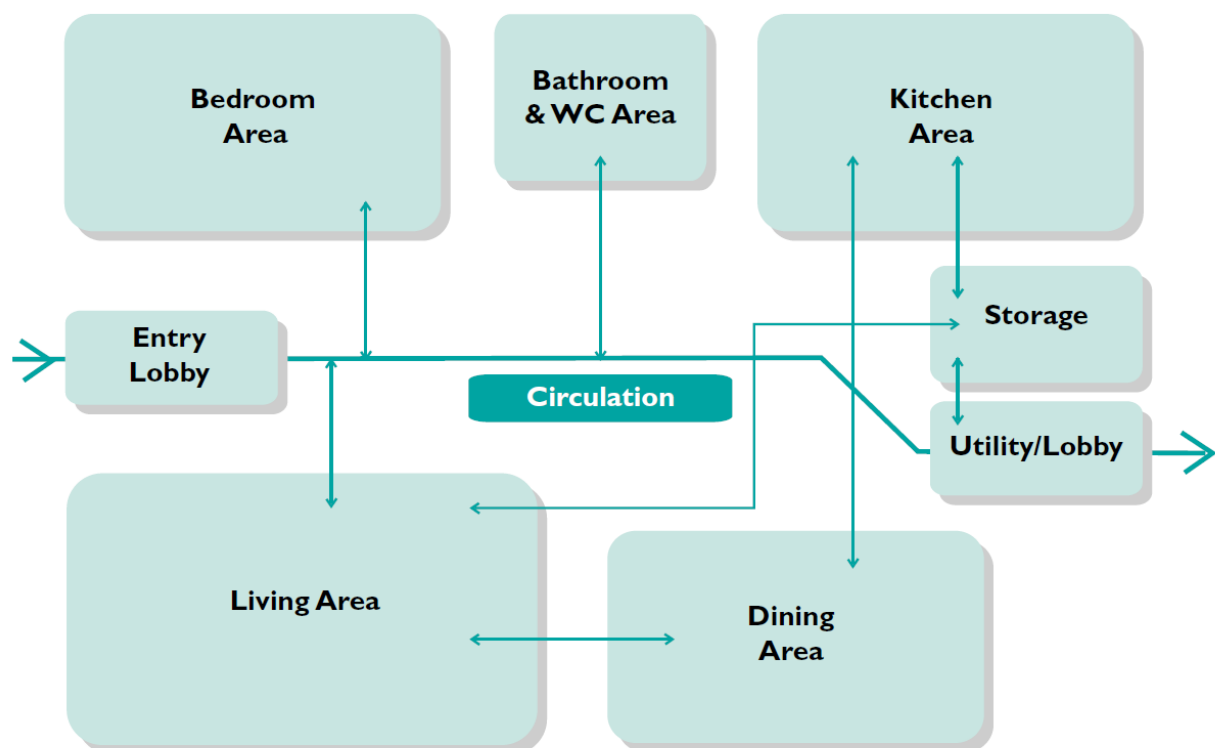 Bedroom
Area
Bathroom
& WC Area
Kitchen
Area
Entry
Lobby
Storage
Circulation
Utility/Lobby
Living Area
Dining
Area